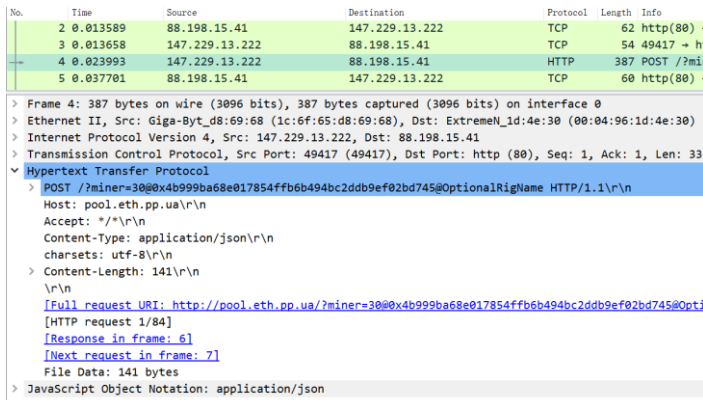 No. Time Source Destination Protocol Length Info
2 0.013589 88.198.15.41 147.229.13.222 TCP 62 http(80)
3 0.013658 147.229.13.222 88.198.15.41 TCP 54 49417 → h
4 0.023993 147.229.13.222 88.198.15.41 HTTP 387 POST /?mi
5 0.037701 88.198.15.41 147.229.13.222 TCP 60 http(80)
> Frame 4: 387 bytes on wire (3096 bits), 387 bytes captured (3096 bits) on interface 0
> Ethernet II, Src: Giga-Byt_d8:69:68 (1c:6f:65:d8:69:68), Dst: ExtremeN_1d:4e:30 (00:04:96:1d:4e:30)
> Internet Protocol Version 4, Src: 147.229.13.222, Dst: 88.198.15.41
> Transmission Control Protocol, Src Port: 49417 (49417), Dst Port: http (80), Seq: 1, Ack: 1, Len: 33
Hypertext Transfer Protocol
> POST /?miner=30@0x4b999ba68e017854ffb6b494bc2ddb9ef02bd745@OptionalRigName HTTP/1.1\r\n
Host: pool.eth.pp.ua\r\n
Accept: */*\r\n
Content-Type: application/json\r\n
charsets: utf-8\r\n
> Content-Length: 141\r\n
\r\n
[Full request URI: http://pool.eth.pp.ua/?miner=30@0x4b999ba68e017854ffb6b494bc2ddb9ef02bd745@Opti
[HTTP request 1/84]
[Response in frame: 6]
[Next request in frame: 7]
File Data: 141 bytes
> JavaScript Object Notation: application/json